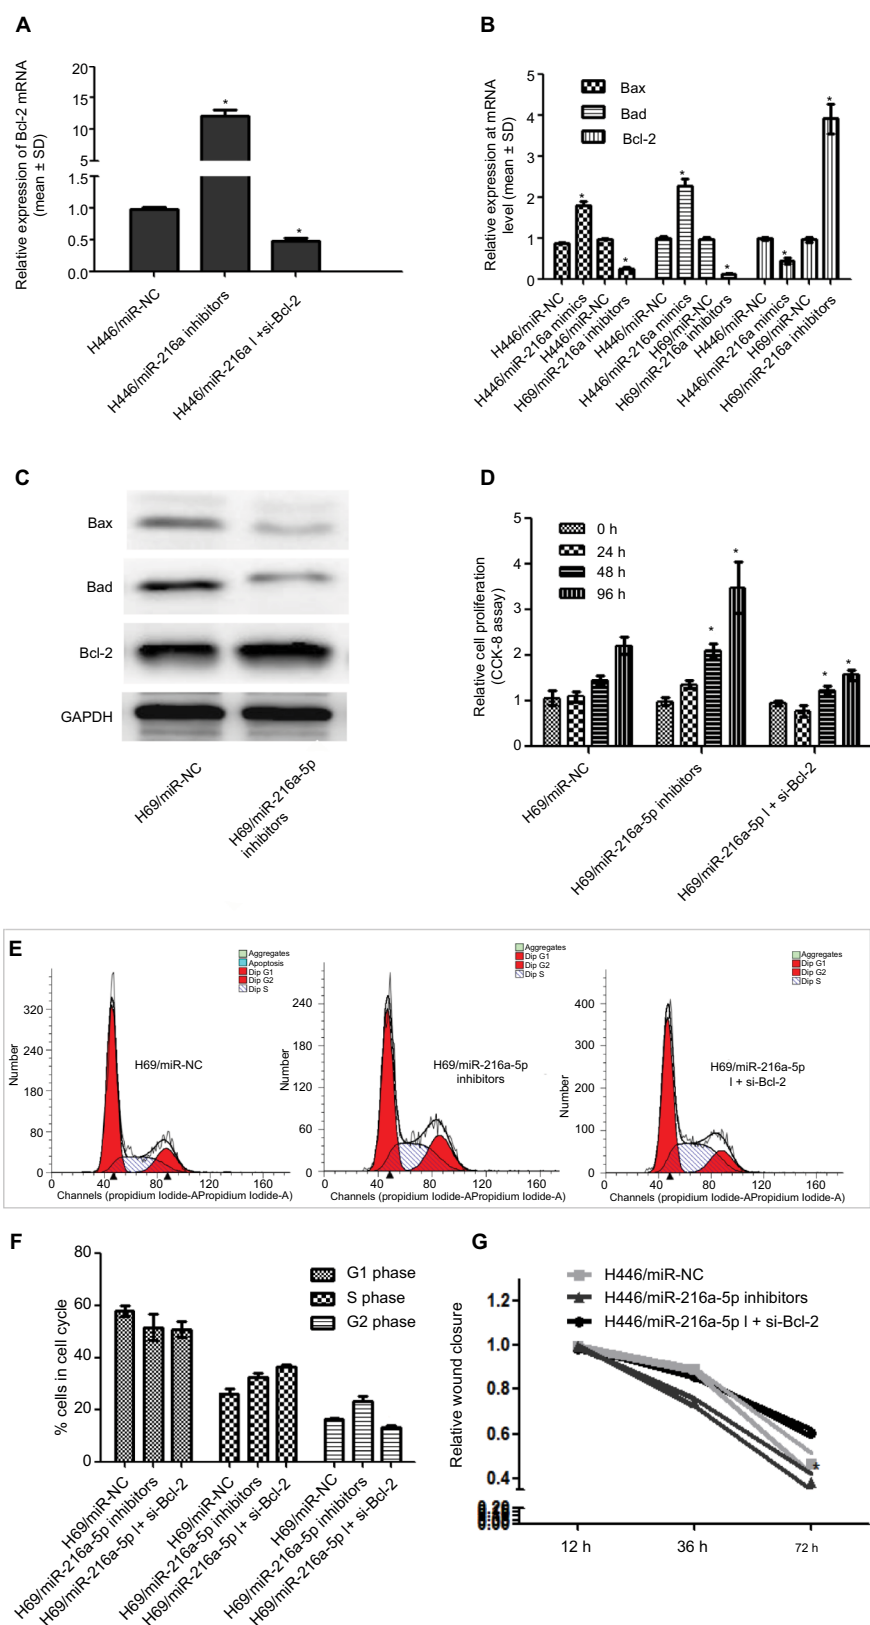 A
Relative expression of Bcl-2 mRNA
(mean ± SD)
20
15
10
5
1.5
1.0
0.5
0.0
*
*
H446/miR-NC
H446/miR-216a inhibitors
H446/miR-216a I +si-Bcl-2
B
Relative expression at mRNA
level (mean ± SD)
5
4
3
2
1
0
Bax
Bad
Bcl-2
*
*
*
*
*
*
H446/miR-NC
H446/miR-216a mimics
H446/miR-NC
H69/miR-216a inhibitors
H446/miR-NC
H446/miR-216a mimics
H69/miR-NC
H69/miR-216a inhibitors
H446/miR-NC
H446/miR-216a mimics
H69/miR-NC
H69/miR-216a inhibitors
C
Bax
Bad
Bcl-2
GAPDH
H69/miR-NC
H69/miR-216a-5p
inhibitors
D
Relative cell proliferation
(CCK-8 assay)
5
4
3
2
1
0
0 h
24 h
48 h
96 h
*
*
*
*
H69/miR-NC
H69/miR-216a-5p inhibitors
H69/miR-216a-5p I + si-Bcl-2
E
Aggregates
Apoptosis
Dip G1
Dip G2
Dip S
Number
320
240
160
80
0
H69/miR-NC
0 40 80 120 160
Channels (propidium Iodide-APropidium Iodide-A)
Aggregates
Dip G1
Dip G2
Dip S
Number
240
180
120
60
0
H69/miR-216a-5p
inhibitors
0 40 80 120 160
Channels (propidium Iodide-APropidium Iodide-A)
Aggregates
Dip G1
Dip G2
Dip S
Number
400
300
200
100
0
H69/miR-216a-5p
I + si-Bcl-2
0 40 80 120 160
Channels (propidium Iodide-APropidium Iodide-A)
F
% cells in cell cycle
80
60
40
20
0
G1 phase
S phase
G2 phase
H69/miR-NC
H69/miR-216a-5p inhibitors
H69/miR-216a-5p I+ si-Bcl-2
H69/miR-NC
H69/miR-216a-5p inhibitors
H69/miR-216a-5p I+ si-Bcl-2
H69/miR-NC
H69/miR-216a-5p inhibitors
H69/miR-216a-5p I+ si-Bcl-2
G
H446/miR-NC
H446/miR-216a-5p inhibitors
H446/miR-216a-5p I + si-Bcl-2
Relative wound closure
1.2
1.0
0.8
0.6
0.4
0.20
0.00
*
12 h
36 h
72 h